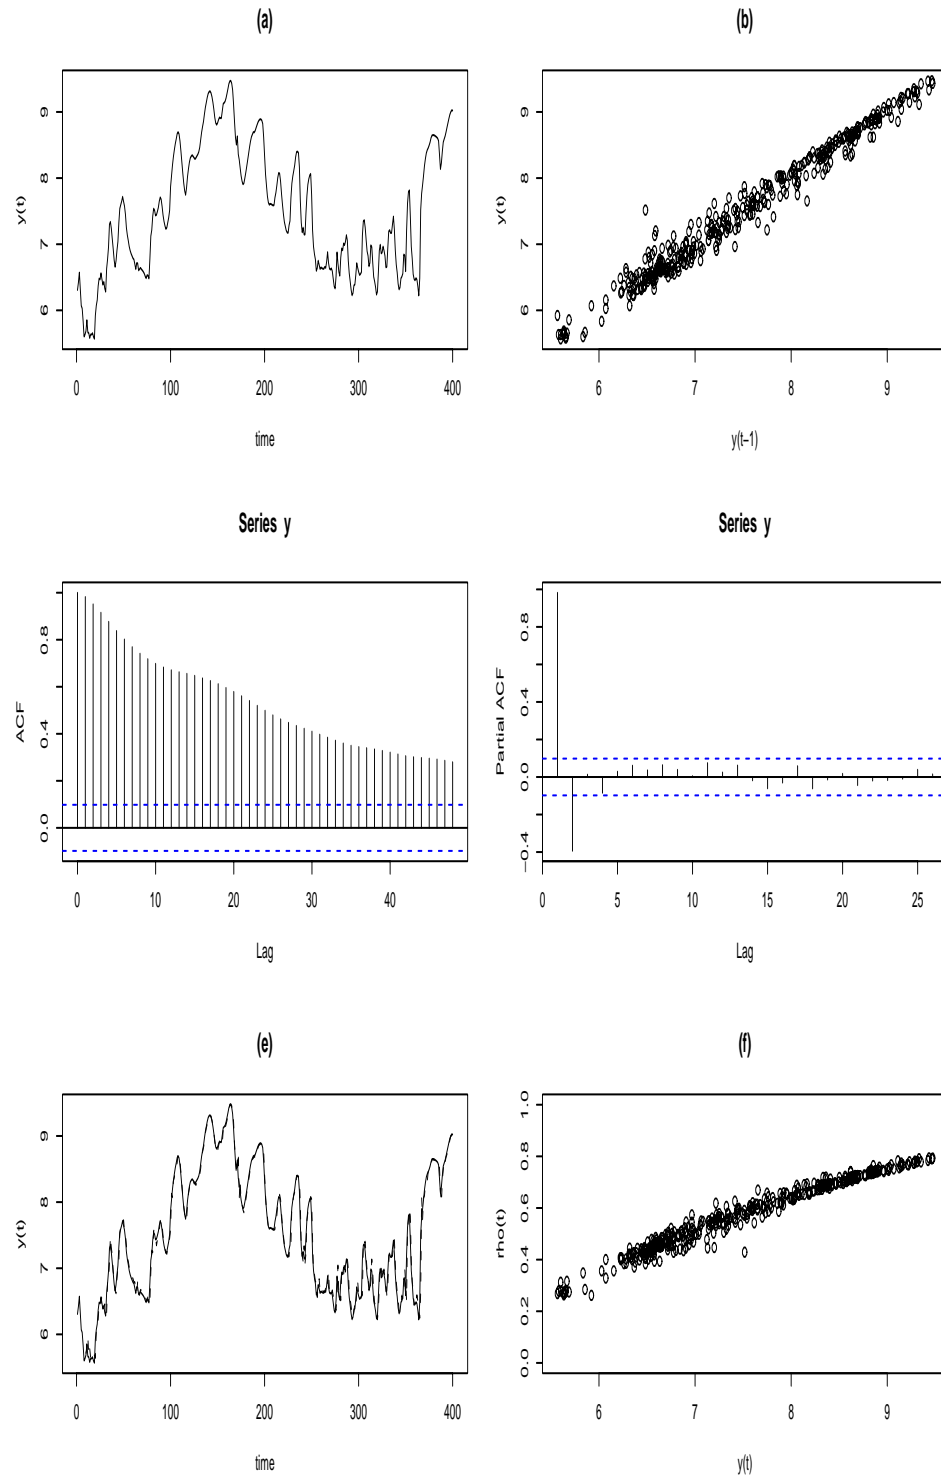 (a)
y(t)
6 7 8 9
0 100 200 300 400
time
(b)
y(t)
6 7 8 9
6 7 8 9
y(t−1)
Series y
ACF
0.0 0.4 0.8
0 10 20 30 40
Lag
Series y
Partial ACF
−0.4 0.0 0.4 0.8
0 5 10 15 20 25
Lag
(e)
y(t)
6 7 8 9
0 100 200 300 400
time
(f)
rho(t)
0.0 0.2 0.4 0.6 0.8 1.0
6 7 8 9
y(t)